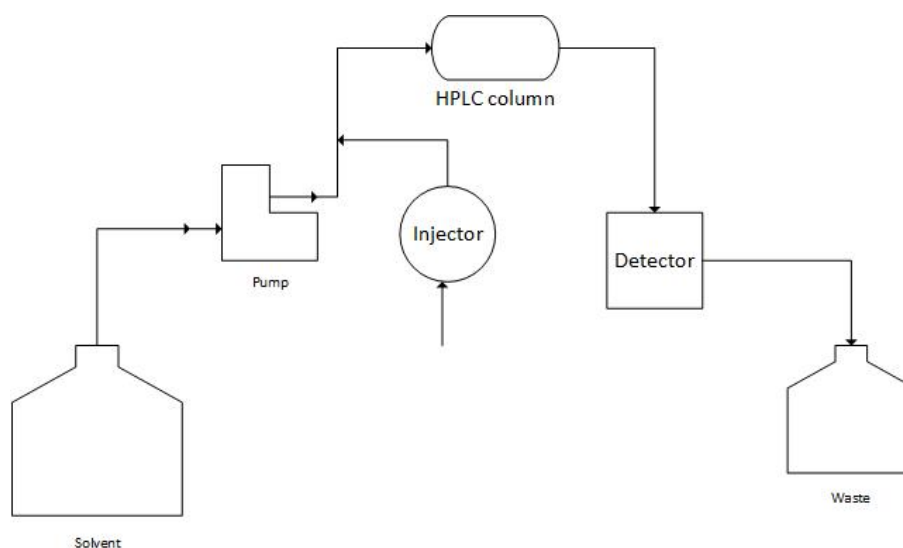 HPLC column
Injector
Detector
Pump
Waste
Solvent